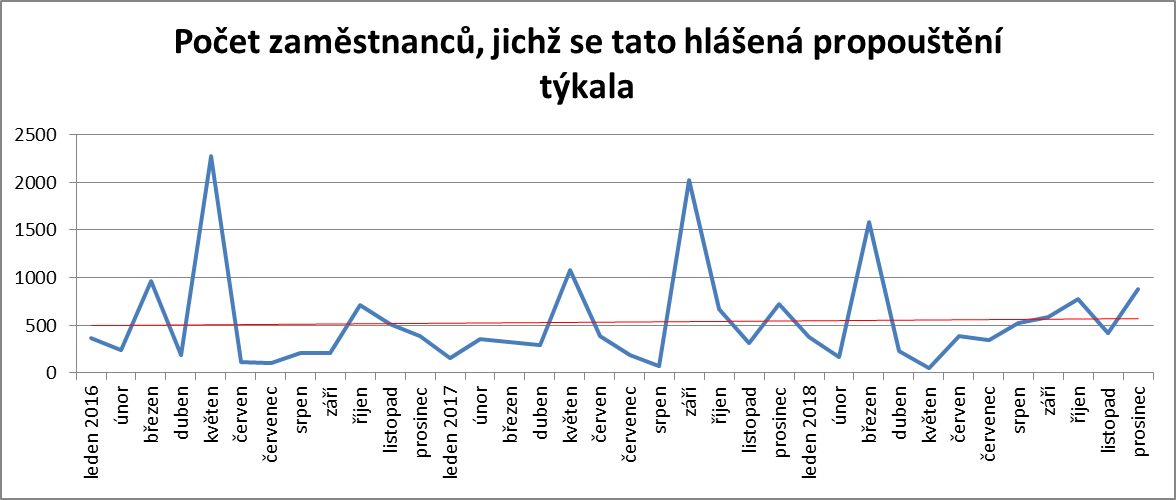 Počet zaměstnanců, jichž se tato hlášená propouštění
týkala
2500
2000
1500
1000
500
0
leden 2016
únor
březen
duben
květen
červen
červenec
srpen
září
říjen
listopad
prosinec
leden 2017
únor
březen
duben
květen
červen
červenec
srpen
září
říjen
listopad
prosinec
leden 2018
únor
březen
duben
květen
červen
červenec
srpen
září
říjen
listopad
prosinec